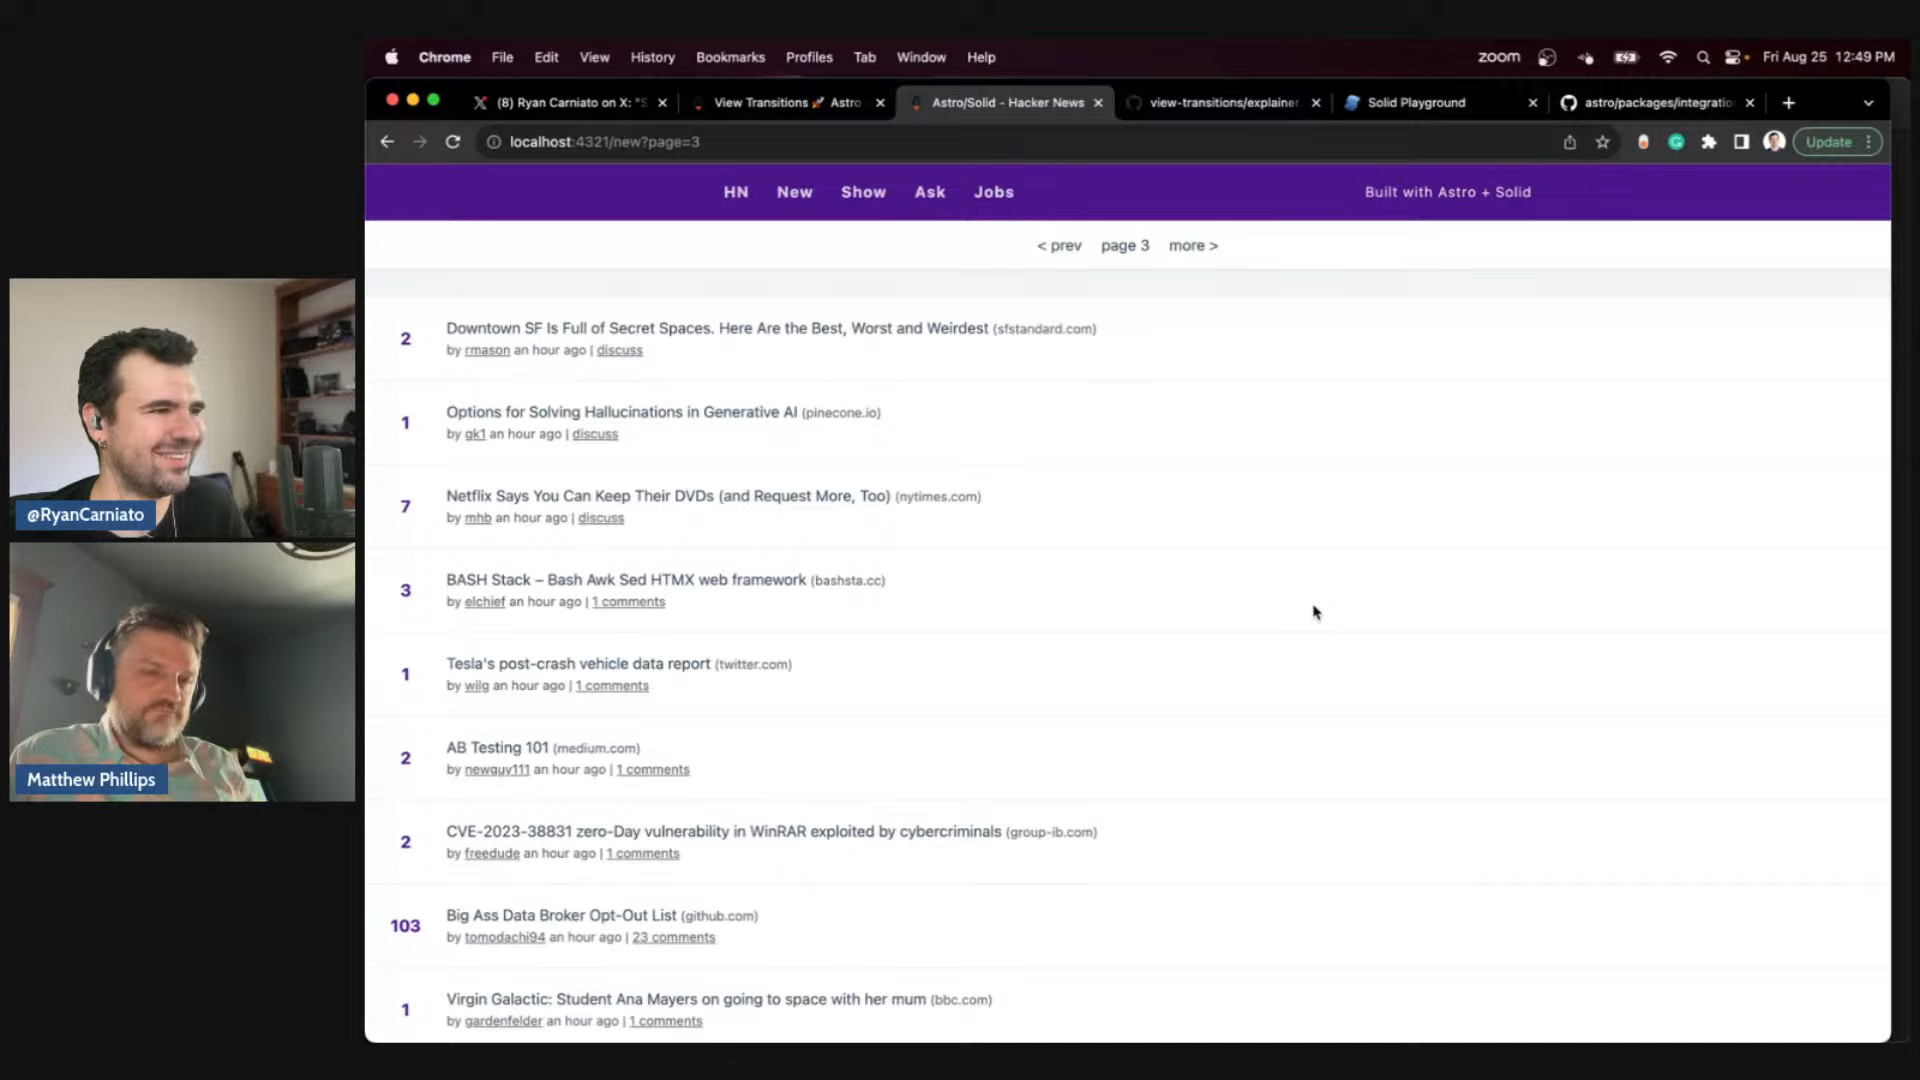 Chrome File Edit View History Bookmarks Profiles Tab Window Help
zoom Fri Aug 25 12:49 PM
(8) Ryan Carniato on X: "S
View Transitions 🚀 Astro
Astro/Solid - Hacker News
view-transitions/explainer
Solid Playground
astro/packages/integratio
localhost:4321/new?page=3
Update
HN New Show Ask Jobs
Built with Astro + Solid
< prev page 3 more >
2 Downtown SF Is Full of Secret Spaces. Here Are the Best, Worst and Weirdest (sfstandard.com)
by rmason an hour ago | discuss
1 Options for Solving Hallucinations in Generative AI (pinecone.io)
by gk1 an hour ago | discuss
7 Netflix Says You Can Keep Their DVDs (and Request More, Too) (nytimes.com)
by mhb an hour ago | discuss
3 BASH Stack – Bash Awk Sed HTMX web framework (bashsta.cc)
by elchief an hour ago | 1 comments
1 Tesla's post-crash vehicle data report (twitter.com)
by wilg an hour ago | 1 comments
2 AB Testing 101 (medium.com)
by newguy111 an hour ago | 1 comments
2 CVE-2023-38831 zero-Day vulnerability in WinRAR exploited by cybercriminals (group-ib.com)
by freedude an hour ago | 1 comments
103 Big Ass Data Broker Opt-Out List (github.com)
by tomodachi94 an hour ago | 23 comments
1 Virgin Galactic: Student Ana Mayers on going to space with her mum (bbc.com)
by gardenfelder an hour ago | 1 comments
@RyanCarniato
Matthew Phillips